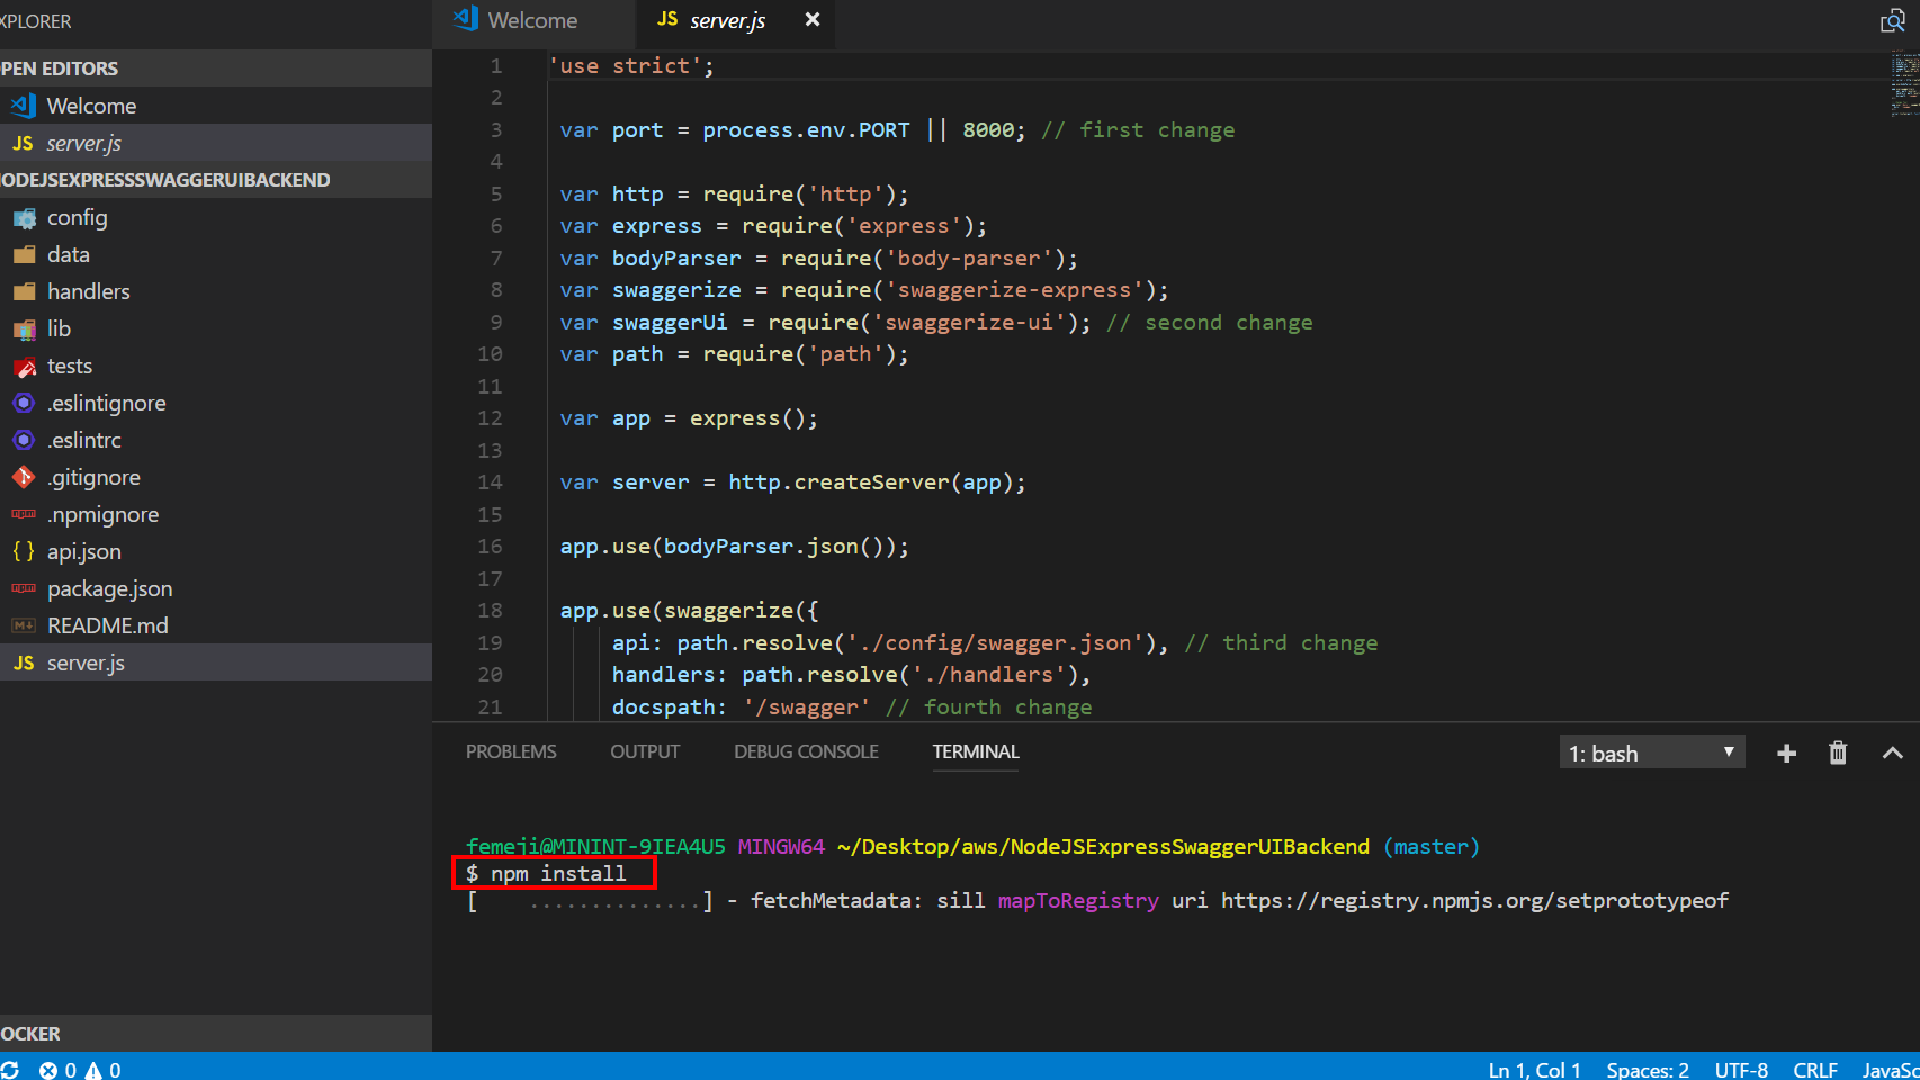 XPLORER
PEN EDITORS
Welcome
JS server.js
ODEJSEXPRESSSWAGGERUIBACKEND
config
data
handlers
lib
tests
.eslintignore
.eslintrc
.gitignore
.npmignore
{ } api.json
package.json
README.md
JS server.js
OCKER
Welcome
JS server.js
1 'use strict';
2
3 var port = process.env.PORT || 8000; // first change
4
5 var http = require('http');
6 var express = require('express');
7 var bodyParser = require('body-parser');
8 var swaggerize = require('swaggerize-express');
9 var swaggerUi = require('swaggerize-ui'); // second change
10 var path = require('path');
11
12 var app = express();
13
14 var server = http.createServer(app);
15
16 app.use(bodyParser.json());
17
18 app.use(swaggerize({
19 api: path.resolve('./config/swagger.json'), // third change
20 handlers: path.resolve('./handlers'),
21 docspath: '/swagger' // fourth change
PROBLEMS OUTPUT DEBUG CONSOLE TERMINAL 1: bash
femeji@MININT-9IEA4U5 MINGW64 ~/Desktop/aws/NodeJSExpressSwaggerUIBackend (master)
$ npm install
[ ..............] - fetchMetadata: sill mapToRegistry uri https://registry.npmjs.org/setprototypeof
0 0 Ln 1, Col 1 Spaces: 2 UTF-8 CRLF JavaSc